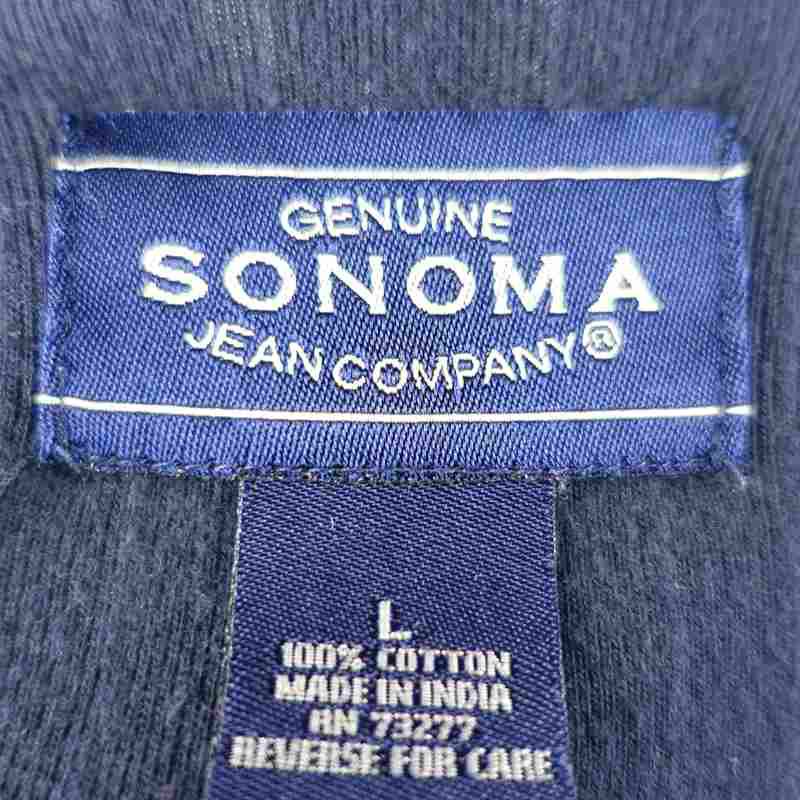 GENUINE
SONOMA
JEAN COMPANY®
L
100% COTTON
MADE IN INDIA
RN 73277
REVERSE FOR CARE